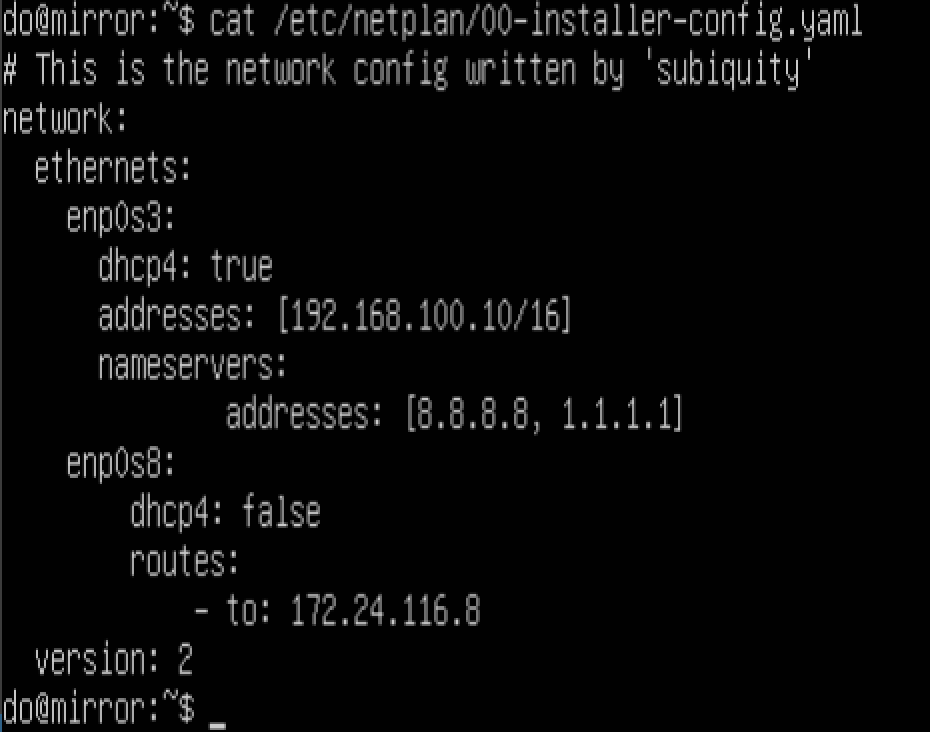 do@mirror:~$ cat /etc/netplan/00-installer-config.yaml
# This is the network config written by 'subiquity'
network:
  ethernets:
    enp0s3:
      dhcp4: true
      addresses: [192.168.100.10/16]
      nameservers:
              addresses: [8.8.8.8, 1.1.1.1]
    enp0s8:
        dhcp4: false
        routes:
            - to: 172.24.116.8
  version: 2
do@mirror:~$ _